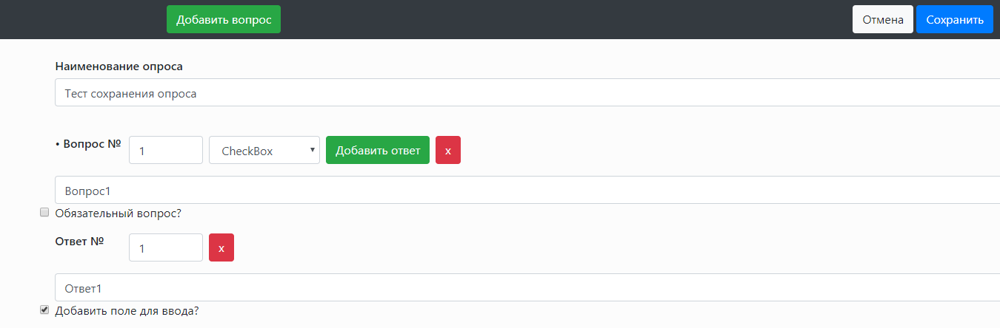 Добавить вопрос Отмена Сохранить
Наименование опроса
Тест сохранения опроса
• Вопрос № 1 CheckBox Добавить ответ x
Вопрос1
Обязательный вопрос?
Ответ № 1 x
Ответ1
Добавить поле для ввода?